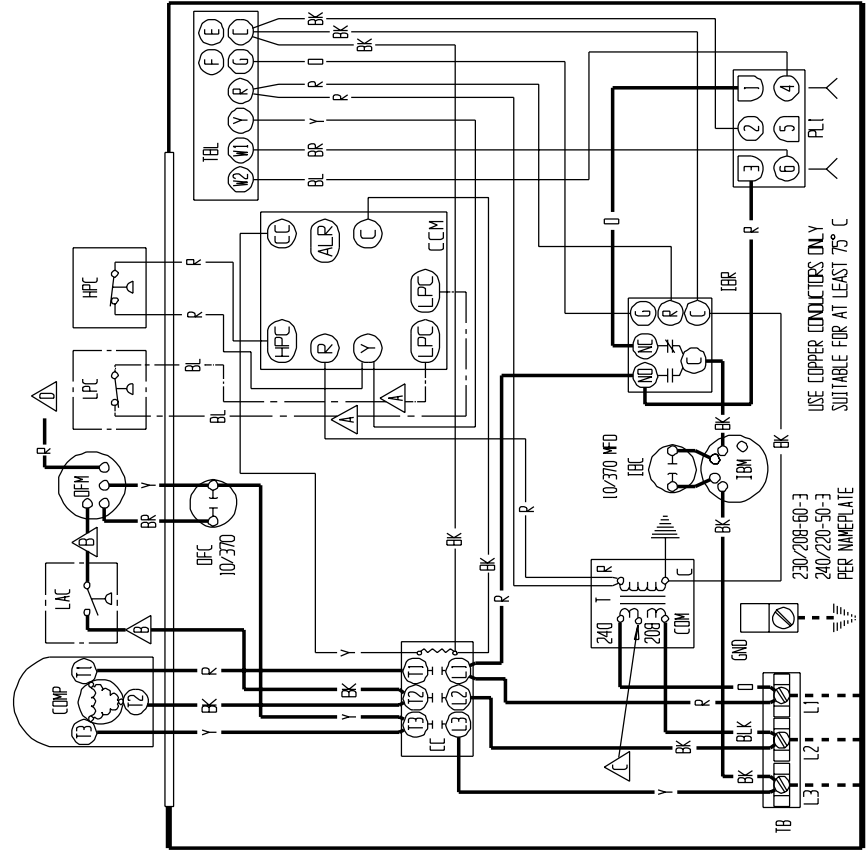 BK
BK
BK
O
R
R
Y
BR
BL
E
C
F
G
R
Y
W1
W2
TBL
1
4
2
5
3
6
PL1
HPC
R
R
LPC
BL
BL
A
A
CC
ALR
C
HPC
R
Y
LPC
LPC
CCM
O
R
G
R
C
NC
NO
C
IBR
USE COPPER CONDUCTORS ONLY
SUITABLE FOR AT LEAST 75° C
D
R
OFM
Y
BR
OFC
10/370
B
LAC
B
BK
10/370 MFD
IBC
IBM
BK
BK
BK
R
BK
R
BK
T
R
C
240
208
COM
230/208-60-3
240/220-50-3
PER NAMEPLATE
GND
COMP
T1
T2
T3
R
BK
BK
Y
Y
Y
T1
L1
T2
L2
T3
L3
CC
C
O
R
BLK
BK
BK
Y
L1
L2
L3
TB